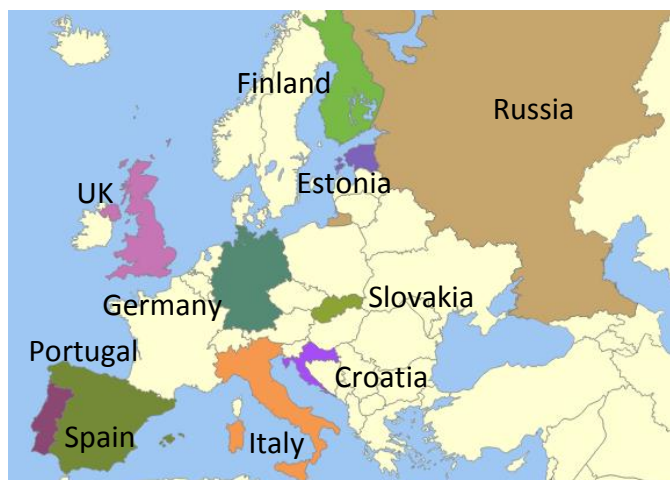 Finland
Russia
Estonia
UK
Germany
Slovakia
Portugal
Croatia
Spain
Italy